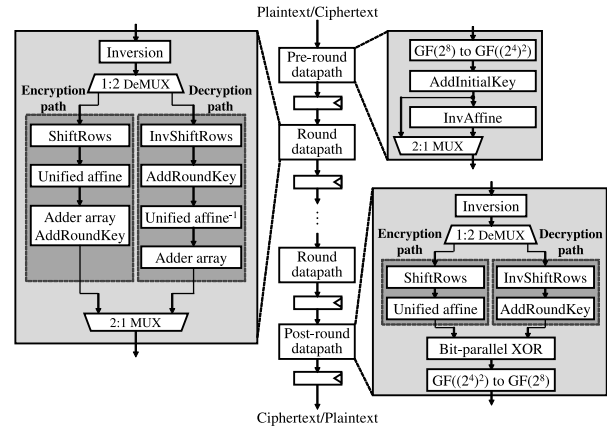 Plaintext/Ciphertext
Inversion
1:2 DeMUX
Encryption path
Decryption path
ShiftRows
InvShiftRows
Unified affine
AddRoundKey
Adder array
AddRoundKey
Unified affine⁻¹
Adder array
2:1 MUX
Pre-round
datapath
Round
datapath
⋮
Round
datapath
Post-round
datapath
Ciphertext/Plaintext
GF(2⁸) to GF((2⁴)²)
AddInitialKey
InvAffine
2:1 MUX
Inversion
1:2 DeMUX
Encryption path
Decryption path
ShiftRows
InvShiftRows
Unified affine
AddRoundKey
Bit-parallel XOR
GF((2⁴)²) to GF(2⁸)